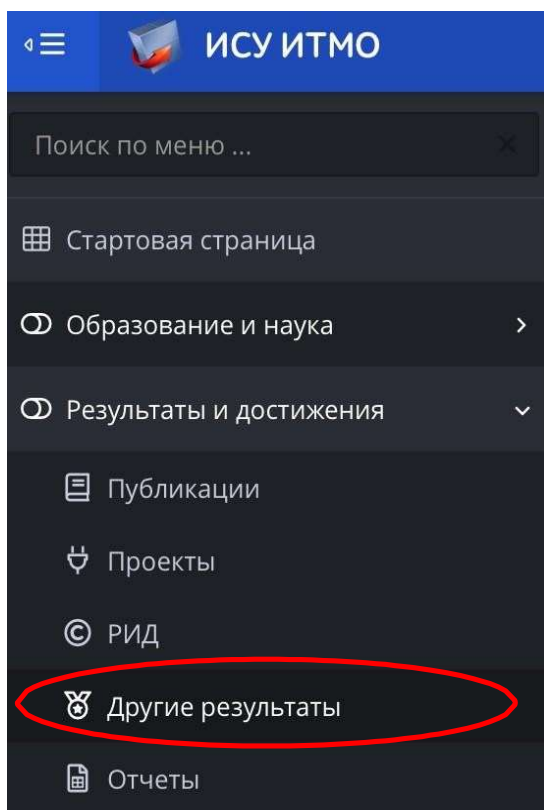 ИСУ ИТМО
Поиск по меню ...
Стартовая страница
Образование и наука
Результаты и достижения
Публикации
Проекты
РИД
Другие результаты
Отчеты